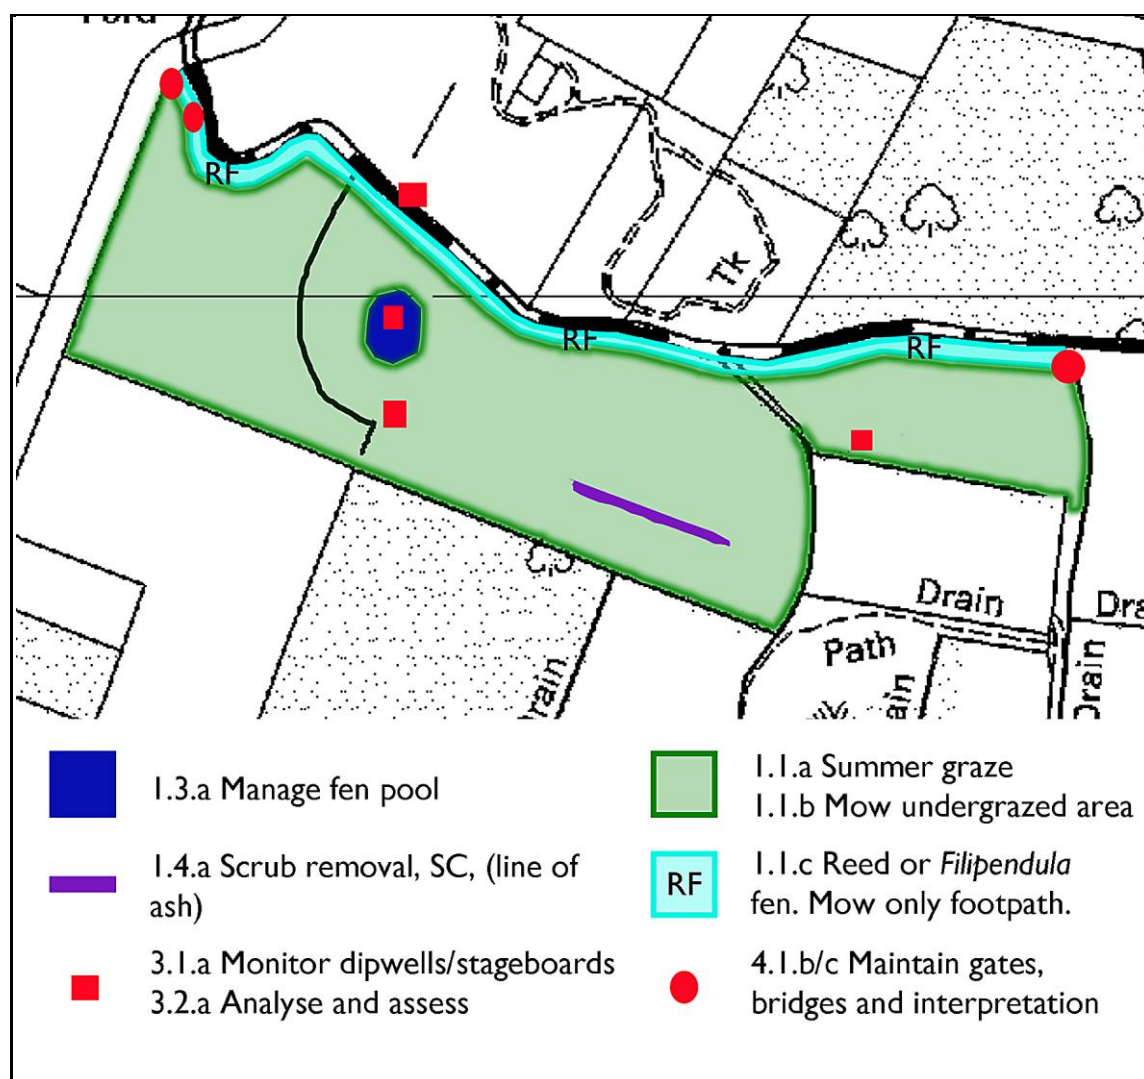 Ford
RF
Tk
RF
RF
Drain
Dra
Path
Drain
ain
Drain
1.3.a Manage fen pool
1.4.a Scrub removal, SC, (line of
ash)
3.1.a Monitor dipwells/stageboards
3.2.a Analyse and assess
1.1.a Summer graze
1.1.b Mow undergrazed area
RF
1.1.c Reed or Filipendula
fen. Mow only footpath.
4.1.b/c Maintain gates,
bridges and interpretation